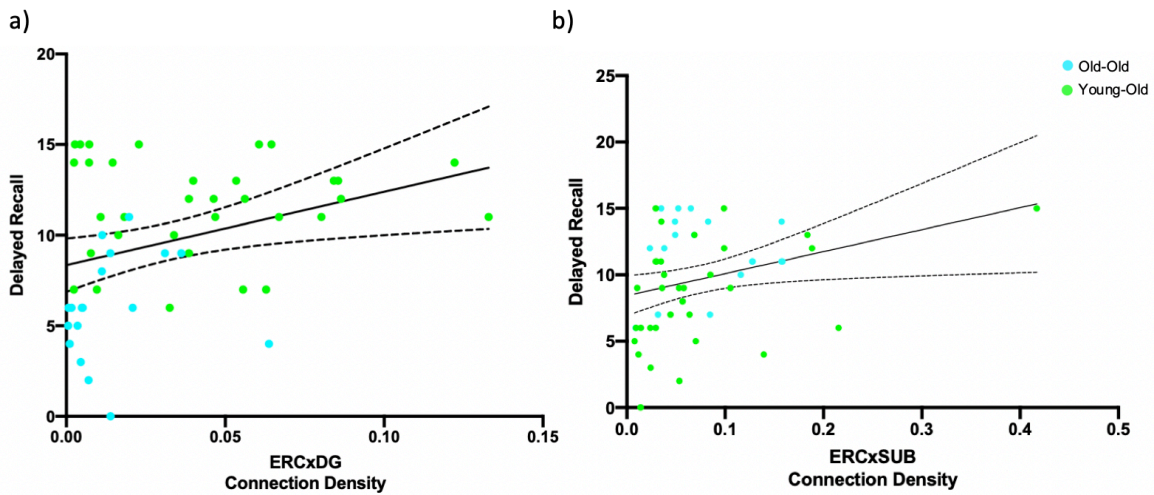 a)
20
15
10
5
0
Delayed Recall
0.00 0.05 0.10 0.15
ERCxDG
Connection Density
b)
25
20
15
10
5
0
Delayed Recall
0.0 0.1 0.2 0.3 0.4 0.5
ERCxSUB
Connection Density
Old-Old
Young-Old